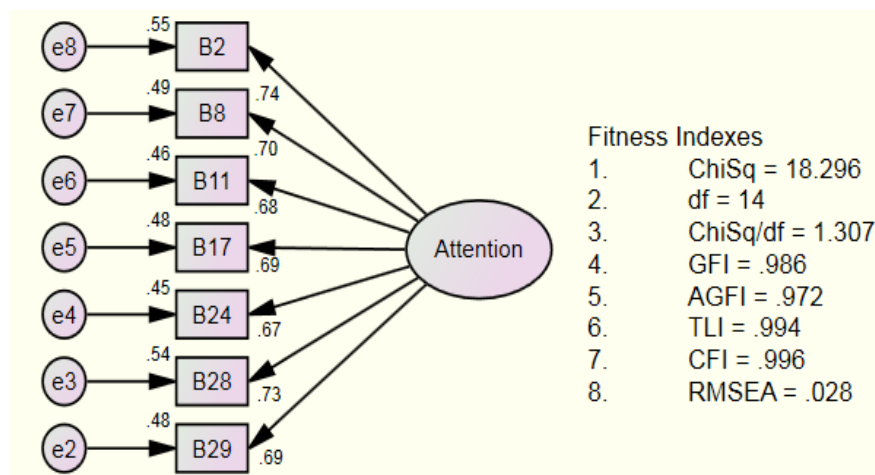 .55
e8 B2
.74
.49
e7 B8
.70
.46
e6 B11
.68
.48
e5 B17
.69
.45
e4 B24
.67
.54
e3 B28
.73
.48
e2 B29
.69
Attention
Fitness Indexes
1. ChiSq = 18.296
2. df = 14
3. ChiSq/df = 1.307
4. GFI = .986
5. AGFI = .972
6. TLI = .994
7. CFI = .996
8. RMSEA = .028